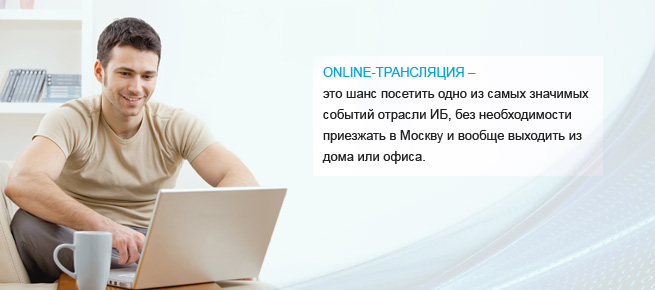 ONLINE-ТРАНСЛЯЦИЯ –
это шанс посетить одно из самых значимых
событий отрасли ИБ, без необходимости
приезжать в Москву и вообще выходить из
дома или офиса.